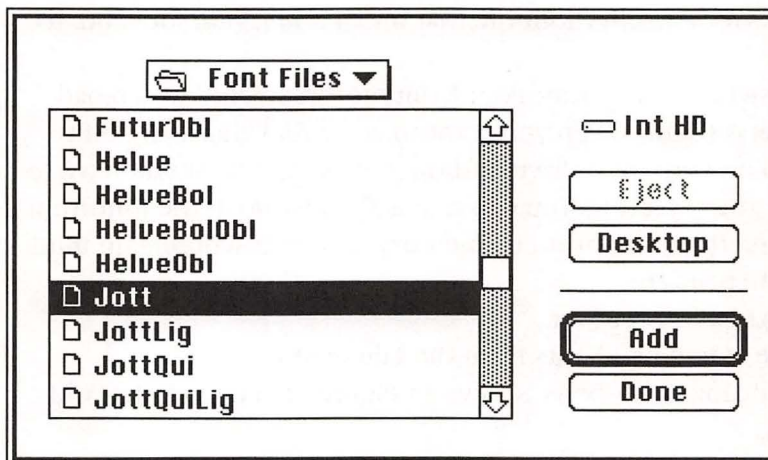 Font Files
FuturObl
Helve
HelveBol
HelveBolObl
HelveObl
Jott
JottLig
JottQui
JottQuiLig
Int HD
Eject
Desktop
Add
Done